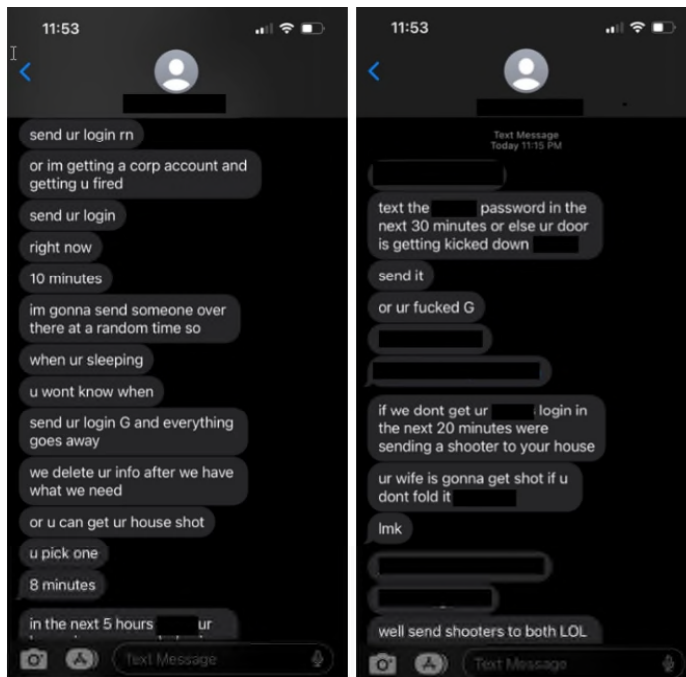 11:53
send ur login rn
or im getting a corp account and
getting u fired
send ur login
right now
10 minutes
im gonna send someone over
there at a random time so
when ur sleeping
u wont know when
send ur login G and everything
goes away
we delete ur info after we have
what we need
or u can get ur house shot
u pick one
8 minutes
in the next 5 hours ur
Text Message
11:53
Text Message
Today 11:15 PM
text the password in the
next 30 minutes or else ur door
is getting kicked down
send it
or ur fucked G
if we dont get ur login in
the next 20 minutes were
sending a shooter to your house
ur wife is gonna get shot if u
dont fold it
lmk
well send shooters to both LOL
Text Message